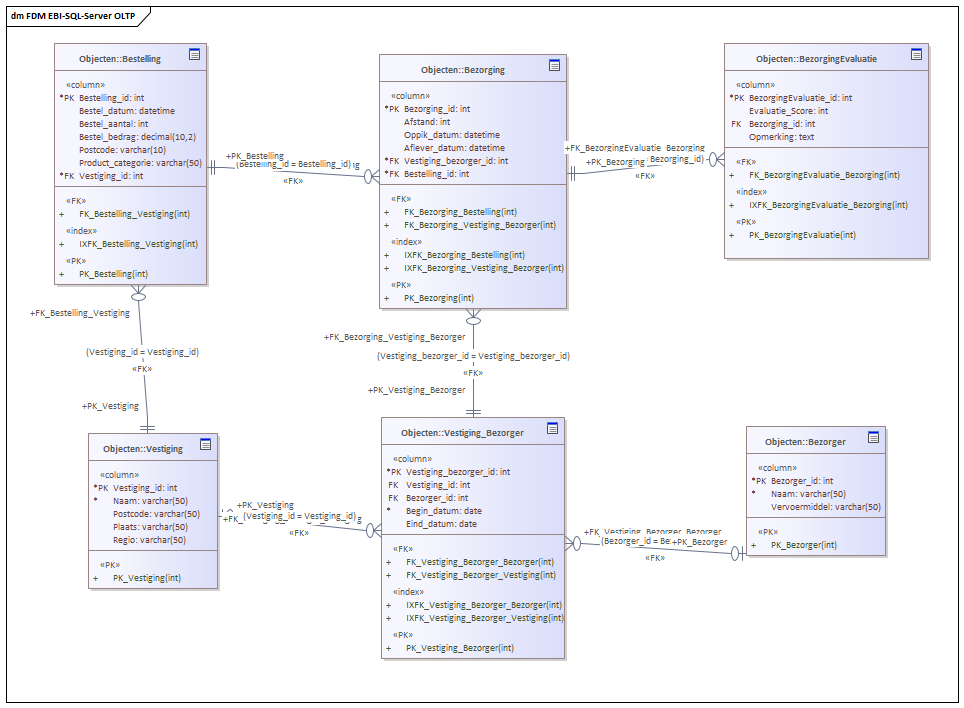 dm FDM EBI-SQL-Server OLTP
Objecten::Bestelling
«column»
*PK Bestelling_id: int
Bestel_datum: datetime
Bestel_aantal: int
Bestel_bedrag: decimal(10,2)
Postcode: varchar(10)
Product_categorie: varchar(50)
*FK Vestiging_id: int
«FK»
+ FK_Bestelling_Vestiging(int)
«index»
+ IXFK_Bestelling_Vestiging(int)
«PK»
+ PK_Bestelling(int)
+PK_Bestelling
(Bestelling_id = Bestelling_id)
«FK»
Objecten::Bezorging
«column»
*PK Bezorging_id: int
Afstand: int
Oppik_datum: datetime
Aflever_datum: datetime
*FK Vestiging_bezorger_id: int
*FK Bestelling_id: int
«FK»
+ FK_Bezorging_Bestelling(int)
+ FK_Bezorging_Vestiging_Bezorger(int)
«index»
+ IXFK_Bezorging_Bestelling(int)
+ IXFK_Bezorging_Vestiging_Bezorger(int)
«PK»
+ PK_Bezorging(int)
+FK_BezorgingEvaluatie_Bezorging
+PK_Bezorging
Bezorging_id)
«FK»
Objecten::BezorgingEvaluatie
«column»
*PK BezorgingEvaluatie_id: int
Evaluatie_Score: int
FK Bezorging_id: int
Opmerking: text
«FK»
+ FK_BezorgingEvaluatie_Bezorging(int)
«index»
+ IXFK_BezorgingEvaluatie_Bezorging(int)
«PK»
+ PK_BezorgingEvaluatie(int)
+FK_Bestelling_Vestiging
(Vestiging_id = Vestiging_id)
«FK»
+PK_Vestiging
+FK_Bezorging_Vestiging_Bezorger
(Vestiging_bezorger_id = Vestiging_bezorger_id)
«FK»
+PK_Vestiging_Bezorger
Objecten::Vestiging
«column»
*PK Vestiging_id: int
* Naam: varchar(50)
Postcode: varchar(50)
Plaats: varchar(50)
Regio: varchar(50)
«PK»
+ PK_Vestiging(int)
+PK_Vestiging
+FK_
(Vestiging_id = Vestiging_id)
«FK»
Objecten::Vestiging_Bezorger
«column»
*PK Vestiging_bezorger_id: int
FK Vestiging_id: int
FK Bezorger_id: int
* Begin_datum: date
Eind_datum: date
«FK»
+ FK_Vestiging_Bezorger_Bezorger(int)
+ FK_Vestiging_Bezorger_Vestiging(int)
«index»
+ IXFK_Vestiging_Bezorger_Bezorger(int)
+ IXFK_Vestiging_Bezorger_Vestiging(int)
«PK»
+ PK_Vestiging_Bezorger(int)
+FK_Vestiging_Bezorger_Bezorger
(Bezorger_id = Be
+PK_Bezorger
«FK»
Objecten::Bezorger
«column»
*PK Bezorger_id: int
* Naam: varchar(50)
Vervoermiddel: varchar(50)
«PK»
+ PK_Bezorger(int)